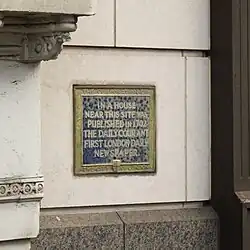 IN A HOUSE
NEAR THIS SITE WAS
PUBLISHED IN 1702
THE DAILY COURANT
FIRST LONDON DAILY
NEWSPAPER